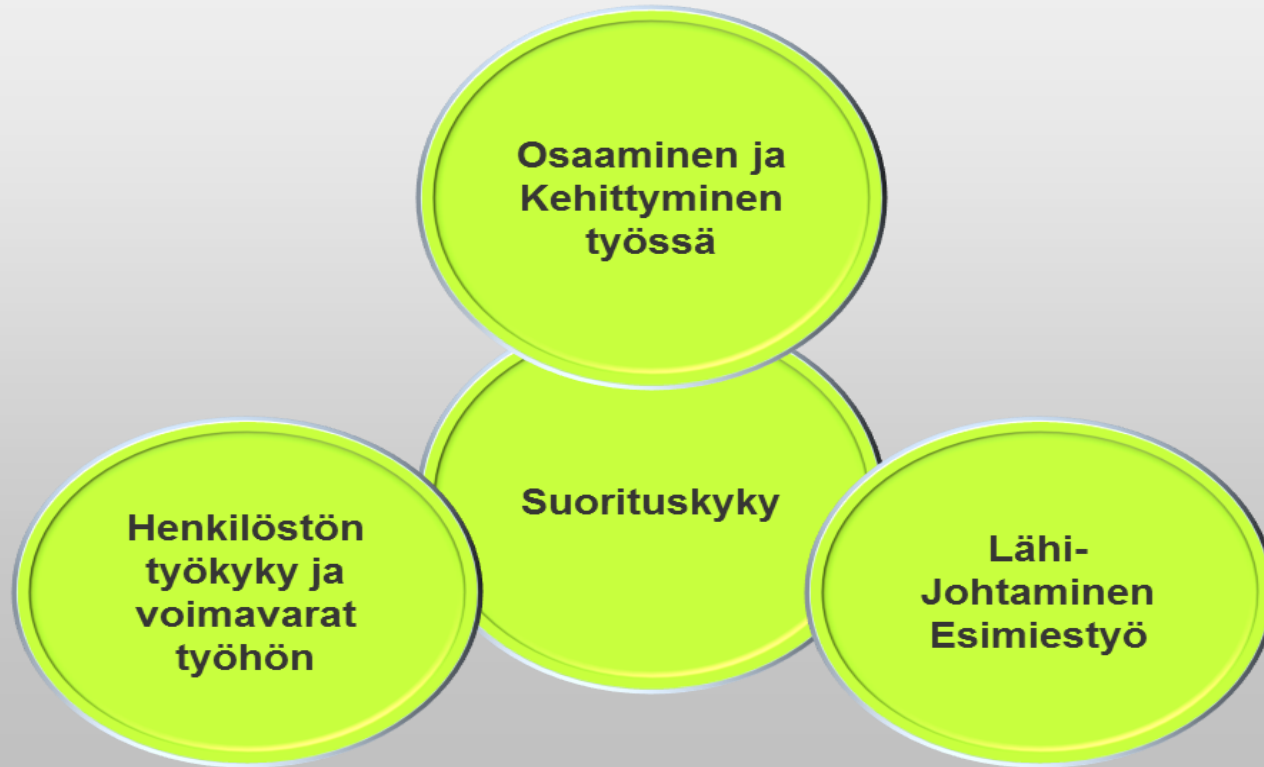 Osaaminen ja
Kehittyminen
työssä
Suorituskyky
Henkilöstön
työkyky ja
voimavarat
työhön
Lähi-
Johtaminen
Esimiestyö